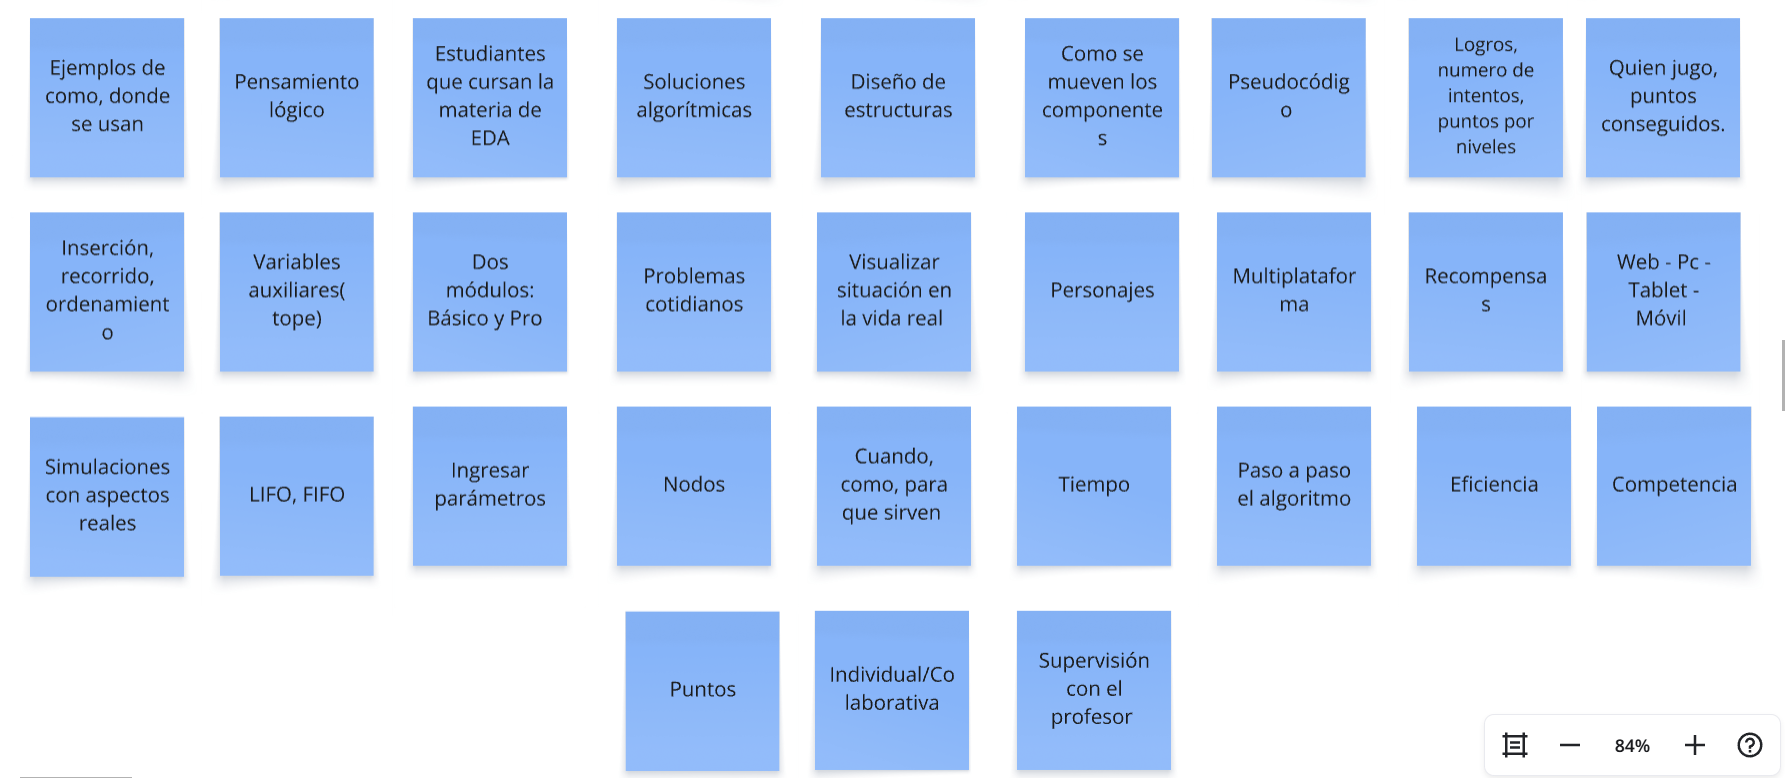 Ejemplos de
como, donde
se usan
Pensamiento
lógico
Estudiantes
que cursan la
materia de
EDA
Soluciones
algorítmicas
Diseño de
estructuras
Como se
mueven los
componente
s
Pseudocódig
o
Logros,
numero de
intentos,
puntos por
niveles
Quien jugo,
puntos
conseguidos.
Inserción,
recorrido,
ordenamient
o
Variables
auxiliares(
tope)
Dos
módulos:
Básico y Pro
Problemas
cotidianos
Visualizar
situación en
la vida real
Personajes
Multiplatafor
ma
Recompensa
s
Web - Pc -
Tablet -
Móvil
Simulaciones
con aspectos
reales
LIFO, FIFO
Ingresar
parámetros
Nodos
Cuando,
como, para
que sirven
Tiempo
Paso a paso
el algoritmo
Eficiencia
Competencia
Puntos
Individual/Co
laborativa
Supervisión
con el
profesor
84%